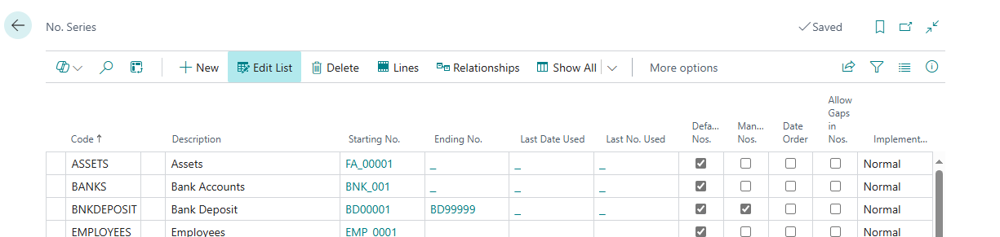 No. Series
Saved
New Edit List Delete Lines Relationships Show All More options
Code ↑ Description Starting No. Ending No. Last Date Used Last No. Used Defa... Nos. Man... Nos. Date Order Allow Gaps in Nos. Implement...
ASSETS Assets FA_00001 _ _ _ Normal
BANKS Bank Accounts BNK_001 _ _ _ Normal
BNKDEPOSIT Bank Deposit BD00001 BD99999 _ _ Normal
EMPLOYEES Employees EMP_0001 Normal